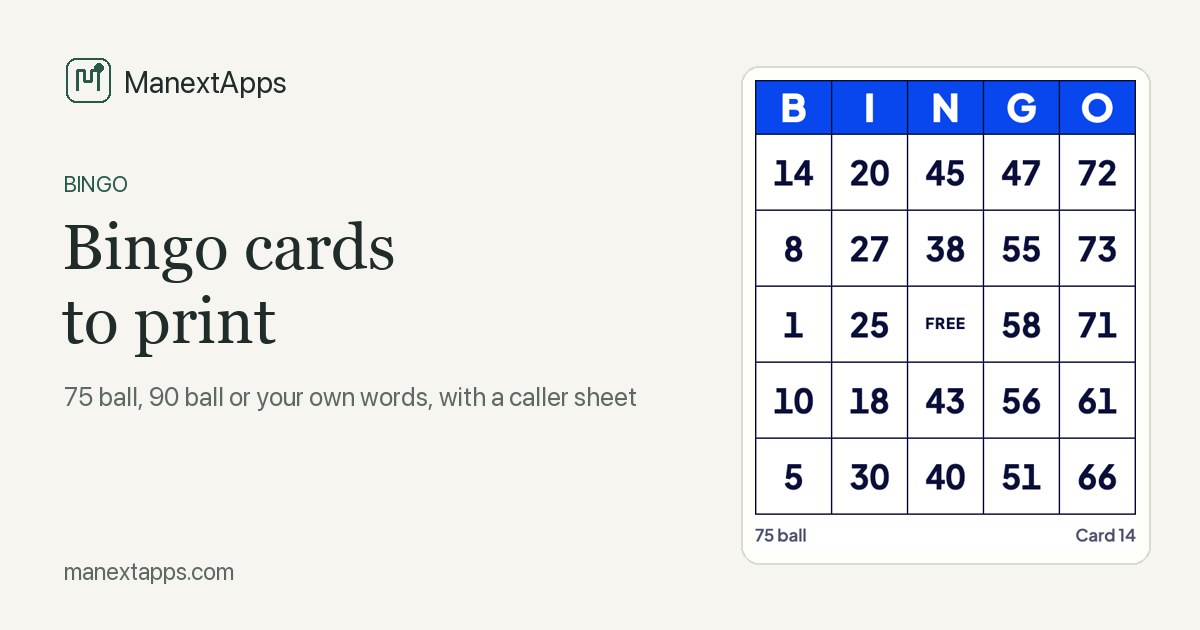 ManextApps
BINGO
Bingo cards
to print
75 ball, 90 ball or your own words, with a caller sheet
manextapps.com
B I N G O
14 20 45 47 72
8 27 38 55 73
1 25 FREE 58 71
10 18 43 56 61
5 30 40 51 66
75 ball Card 14